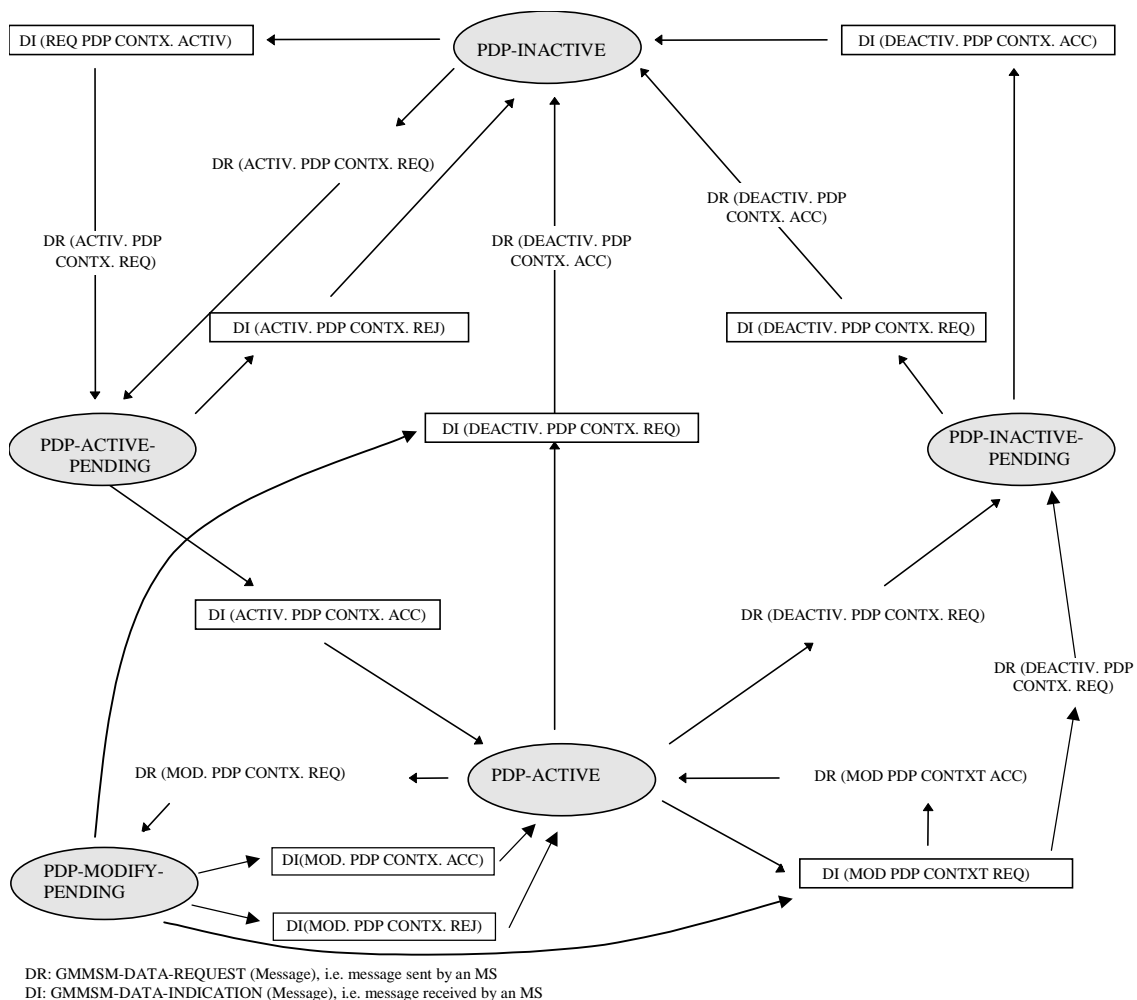 DI (REQ PDP CONTX. ACTIV)
PDP-INACTIVE
DI (DEACTIV. PDP CONTX. ACC)
DR (ACTIV. PDP CONTX. REQ)
DR (DEACTIV. PDP
CONTX. ACC)
DR (ACTIV. PDP
CONTX. REQ)
DR (DEACTIV. PDP
CONTX. ACC)
DI (ACTIV. PDP CONTX. REJ)
DI (DEACTIV. PDP CONTX. REQ)
PDP-ACTIVE-
PENDING
DI (DEACTIV. PDP CONTX. REQ)
PDP-INACTIVE-
PENDING
DI (ACTIV. PDP CONTX. ACC)
DR (DEACTIV. PDP CONTX. REQ)
DR (DEACTIV. PDP
CONTX. REQ)
DR (MOD. PDP CONTX. REQ)
PDP-ACTIVE
DR (MOD PDP CONTXT ACC)
PDP-MODIFY-
PENDING
DI(MOD. PDP CONTX. ACC)
DI (MOD PDP CONTXT REQ)
DI(MOD. PDP CONTX. REJ)
DR: GMMSM-DATA-REQUEST (Message), i.e. message sent by an MS
DI: GMMSM-DATA-INDICATION (Message), i.e. message received by an MS